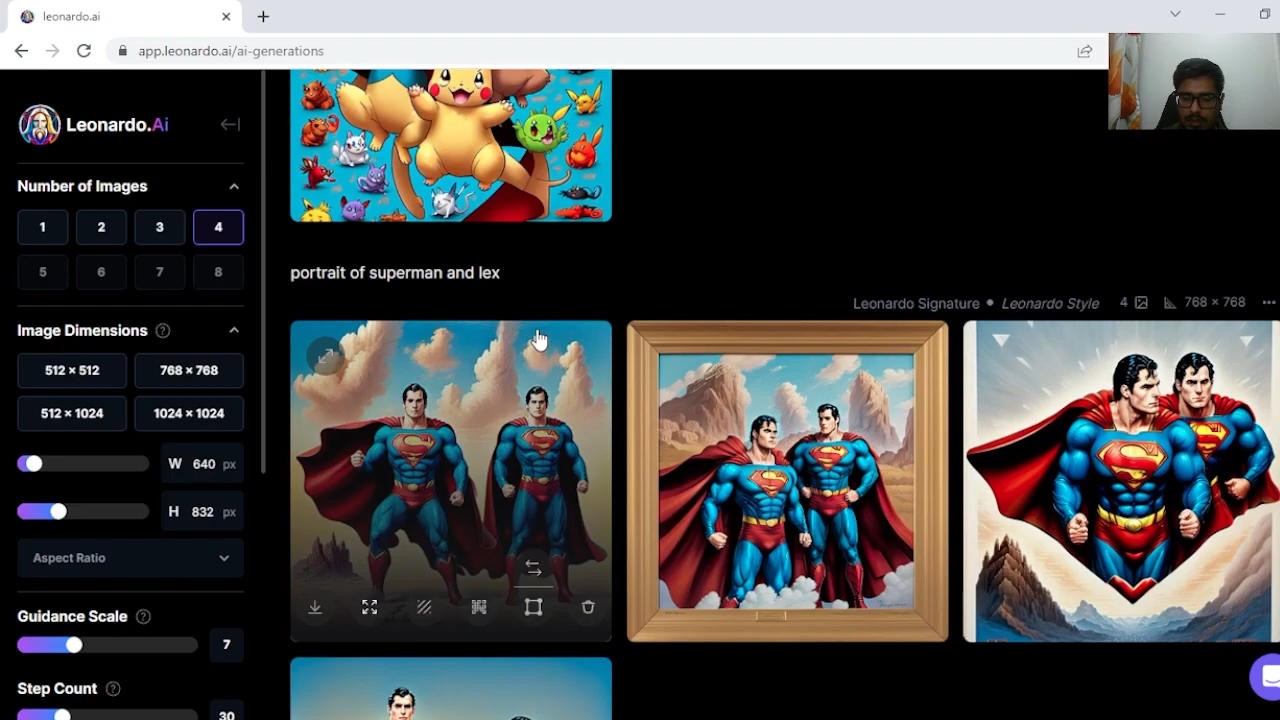 leonardo.ai
app.leonardo.ai/ai-generations
Leonardo.Ai
Number of Images
1 2 3 4
5 6 7 8
Image Dimensions
512 × 512 768 × 768
512 × 1024 1024 × 1024
W 640 px
H 832 px
Aspect Ratio
Guidance Scale
7
Step Count
30
portrait of superman and lex
Leonardo Signature Leonardo Style 4 768 × 768